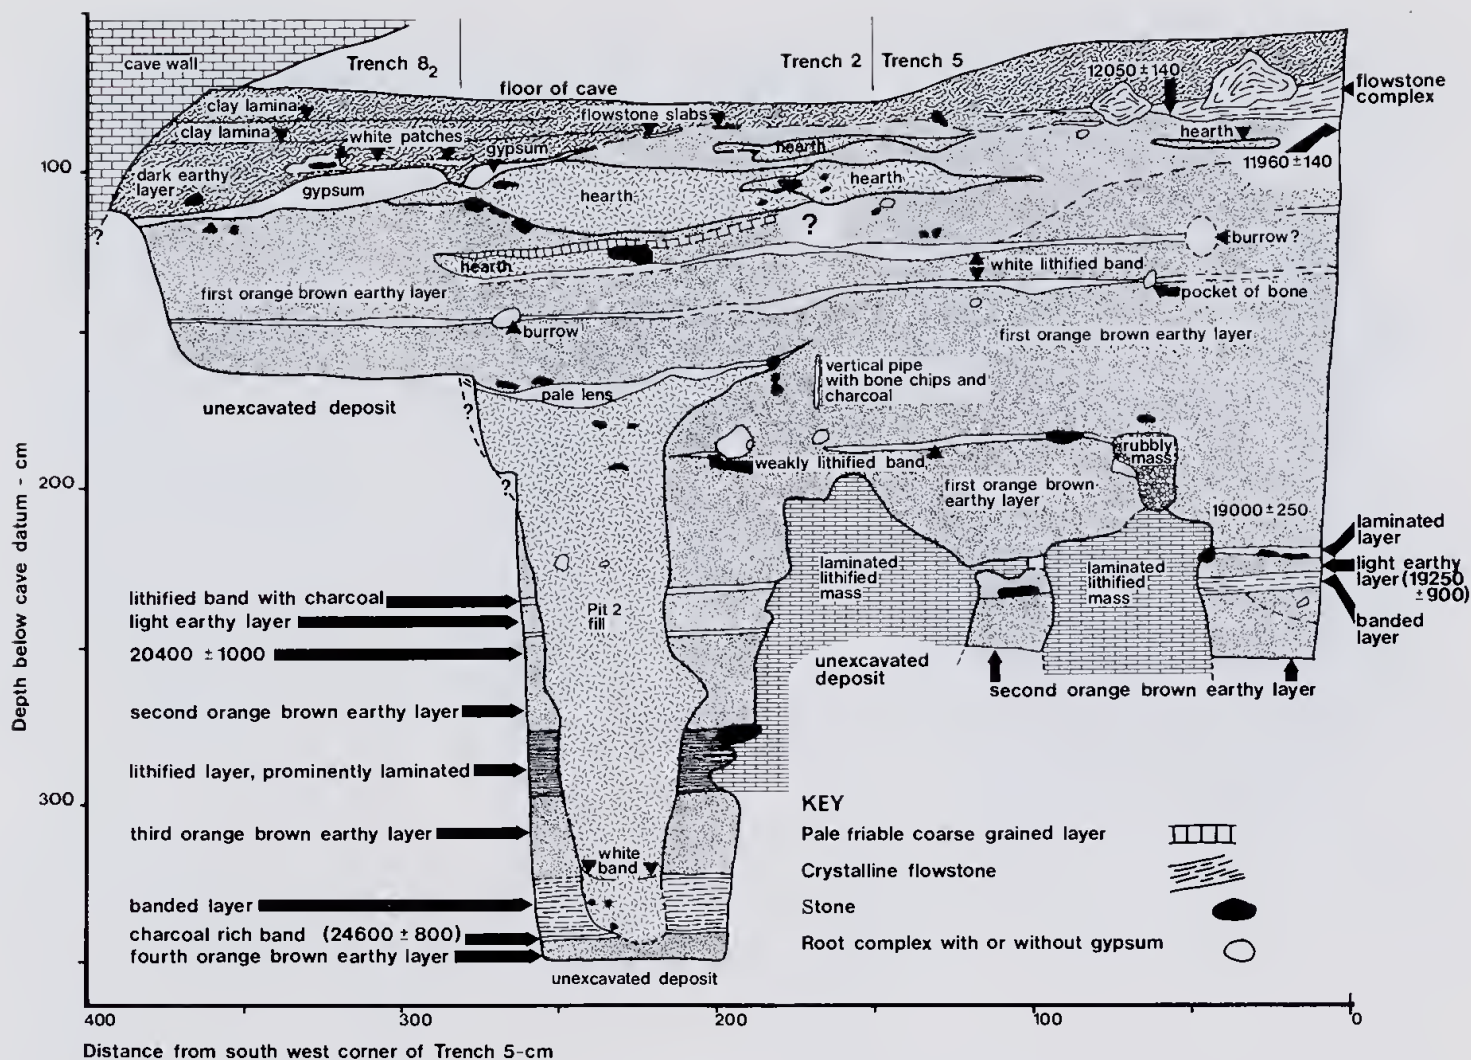 cave wall
Trench 8₂
Trench 2
Trench 5
floor of cave
12050 ± 140
flowstone
complex
clay lamina
clay lamina
white patches
flowstone slabs
gypsum
hearth
hearth
11960 ± 140
100
dark earthy
layer
gypsum
hearth
hearth
?
?
burrow?
hearth
white lithified band
first orange brown earthy layer
pocket of bone
burrow
first orange brown earthy layer
vertical pipe
with bone chips and
charcoal
pale lens
unexcavated deposit
?
rubbly
mass
weakly lithified band
200
?
first orange brown
earthy layer
19000 ± 250
laminated
layer
light earthy
layer (19250
± 900)
banded
layer
laminated
lithified
mass
laminated
lithified
mass
lithified band with charcoal
light earthy layer
Pit 2
fill
20400 ± 1000
unexcavated
deposit
second orange brown earthy layer
second orange brown earthy layer
lithified layer, prominently laminated
300
third orange brown earthy layer
white
band
banded layer
charcoal rich band (24600 ± 800)
fourth orange brown earthy layer
unexcavated deposit
KEY
Pale friable coarse grained layer
Crystalline flowstone
Stone
Root complex with or without gypsum
Depth below cave datum - cm
400
300
200
100
0
Distance from south west corner of Trench 5-cm